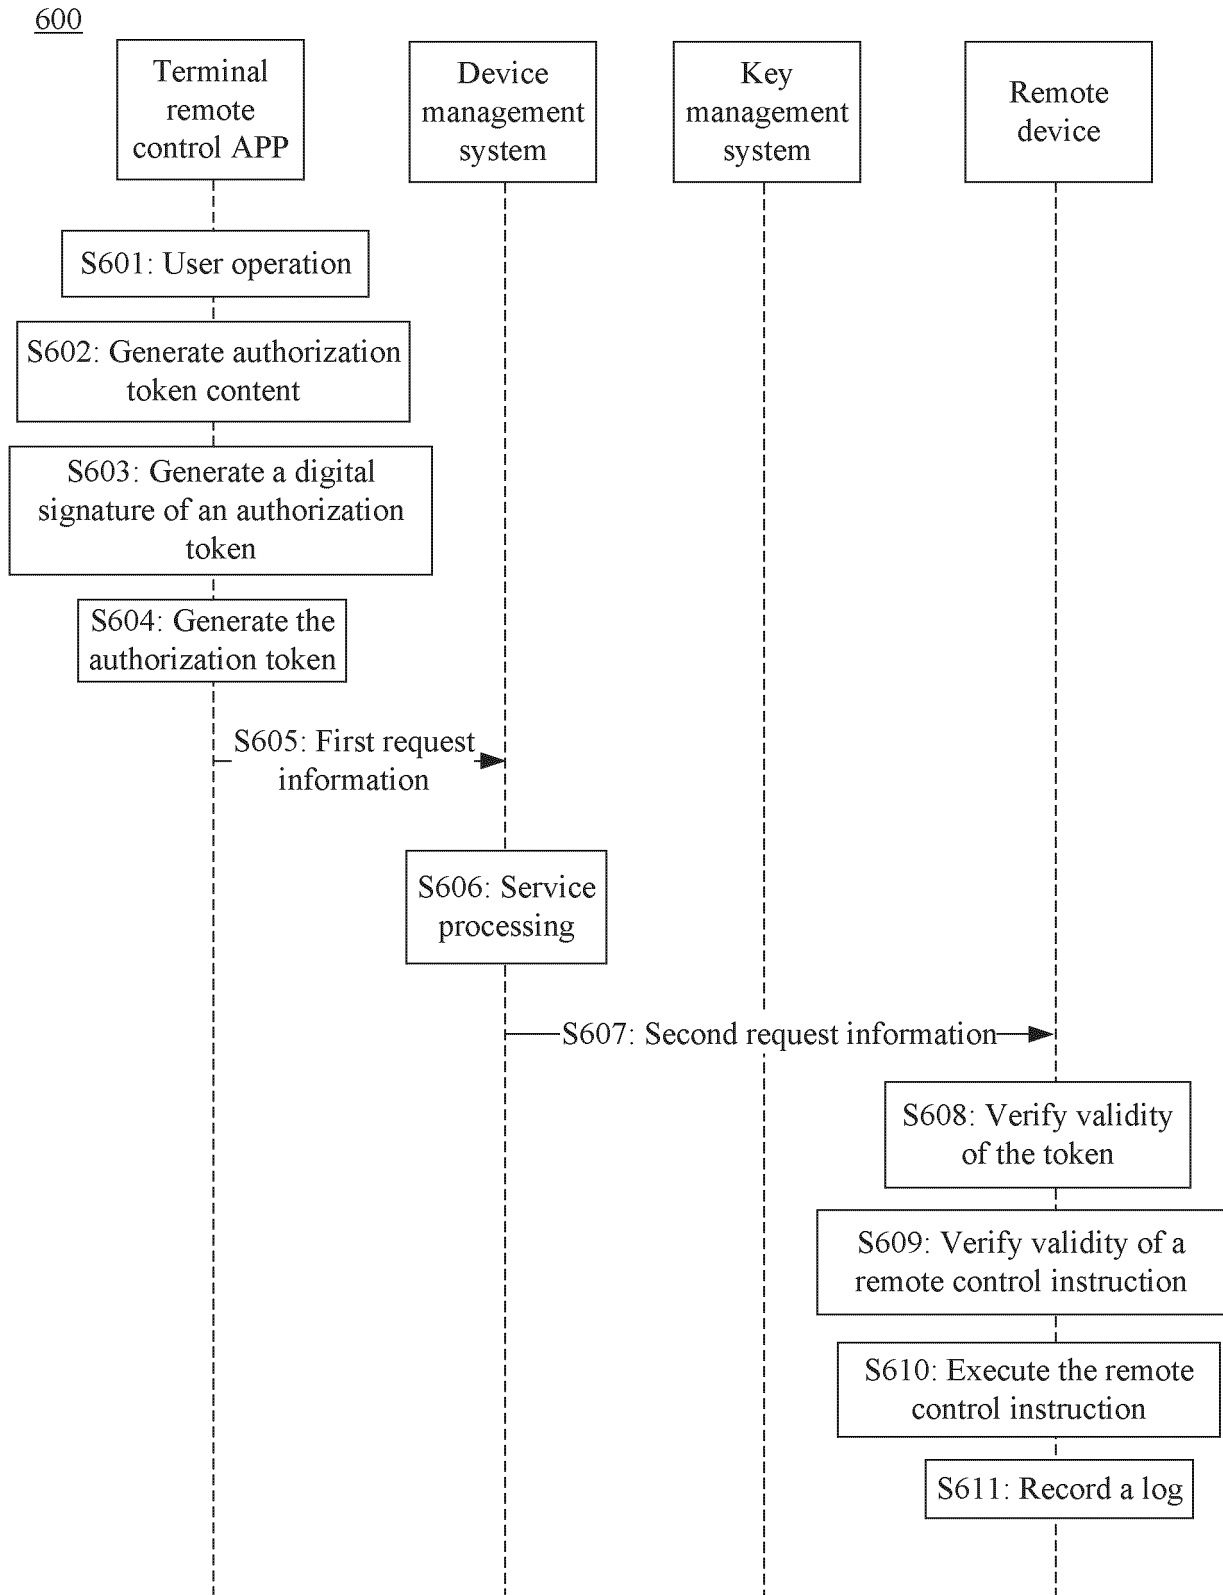 600
Terminal
remote
control APP
Device
management
system
Key
management
system
Remote
device
S601: User operation
S602: Generate authorization
token content
S603: Generate a digital
signature of an authorization
token
S604: Generate the
authorization token
S605: First request
information
S606: Service
processing
S607: Second request information
S608: Verify validity
of the token
S609: Verify validity of a
remote control instruction
S610: Execute the remote
control instruction
S611: Record a log